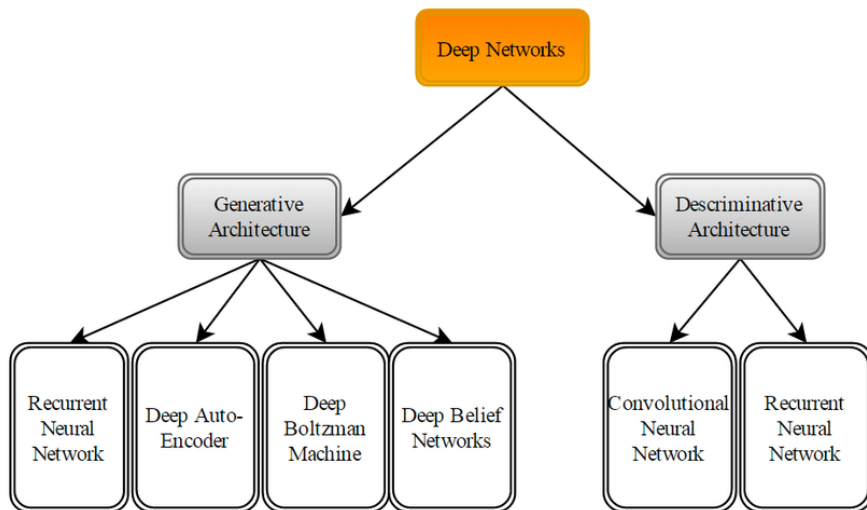 Deep Networks
Generative
Architecture
Descriminative
Architecture
Recurrent
Neural
Network
Deep Auto-
Encoder
Deep
Boltzman
Machine
Deep Belief
Networks
Convolutional
Neural
Network
Recurrent
Neural
Network